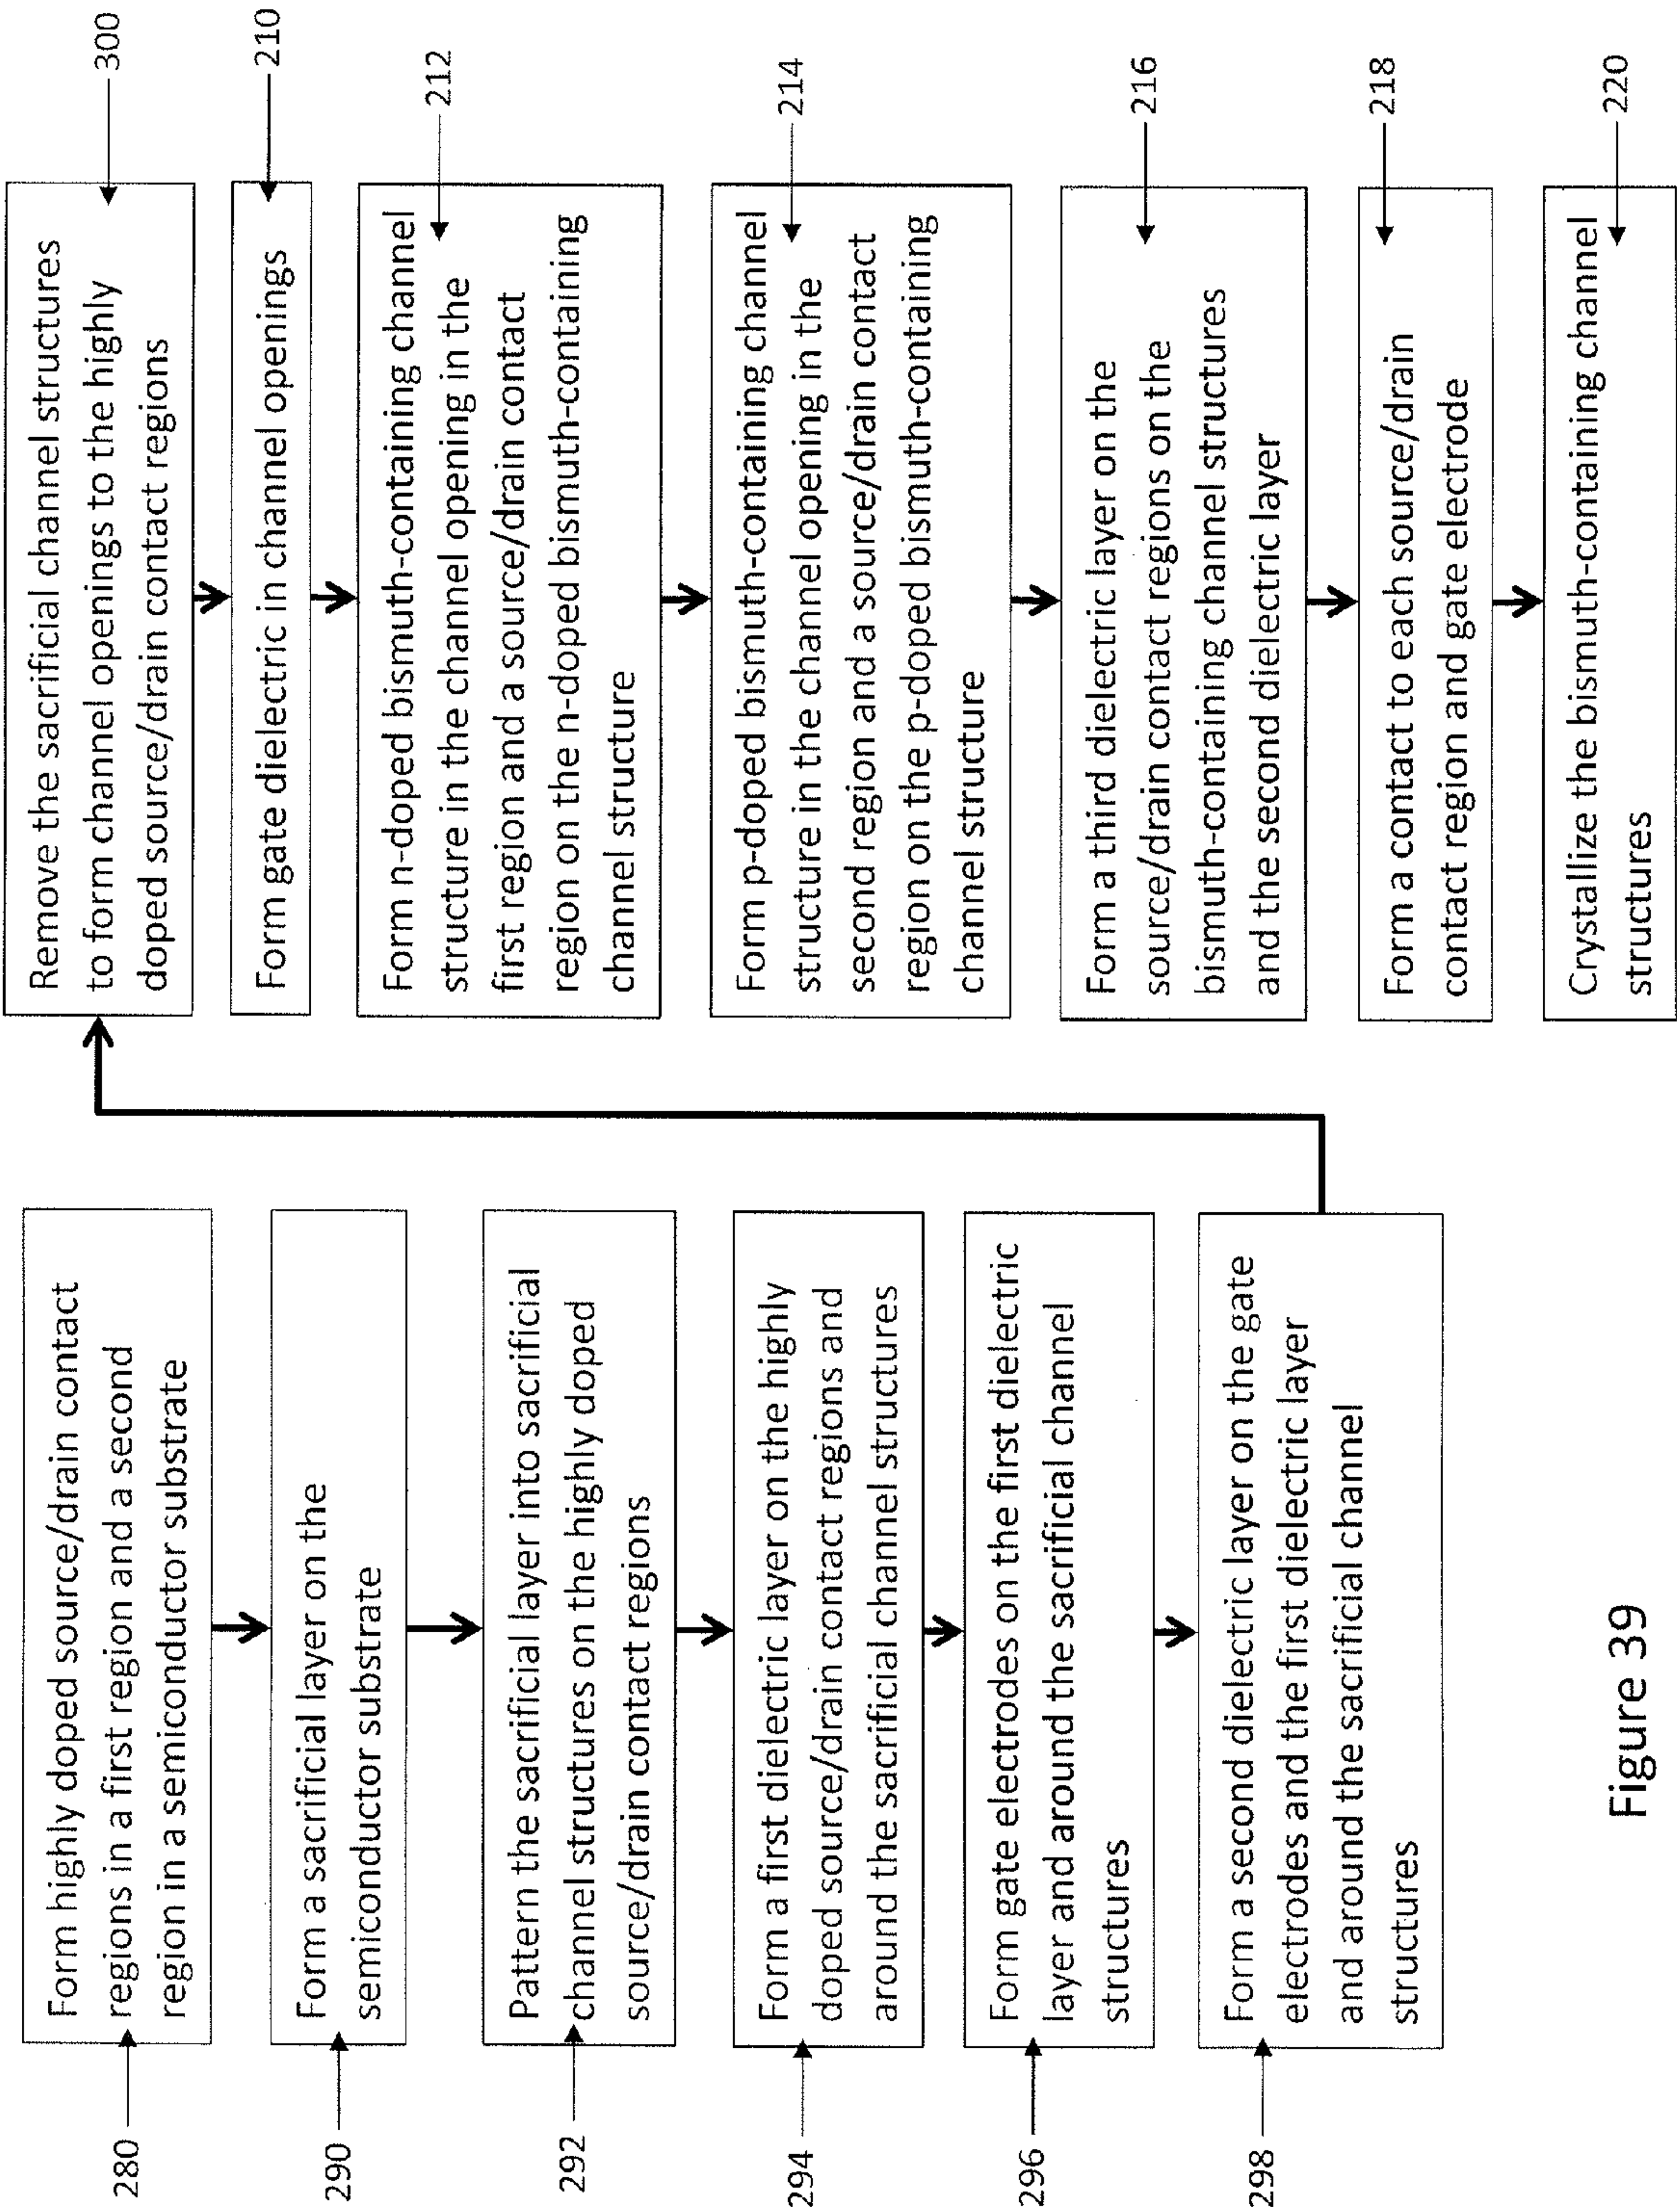 280
Form highly doped source/drain contact
regions in a first region and a second
region in a semiconductor substrate
290
Form a sacrificial layer on the
semiconductor substrate
292
Pattern the sacrificial layer into sacrificial
channel structures on the highly doped
source/drain contact regions
294
Form a first dielectric layer on the highly
doped source/drain contact regions and
around the sacrificial channel structures
296
Form gate electrodes on the first dielectric
layer and around the sacrificial channel
structures
298
Form a second dielectric layer on the gate
electrodes and the first dielectric layer
and around the sacrificial channel
structures
Remove the sacrificial channel structures
to form channel openings to the highly
doped source/drain contact regions
300
Form gate dielectric in channel openings
210
Form n-doped bismuth-containing channel
structure in the channel opening in the
first region and a source/drain contact
region on the n-doped bismuth-containing
channel structure
212
Form p-doped bismuth-containing channel
structure in the channel opening in the
second region and a source/drain contact
region on the p-doped bismuth-containing
channel structure
214
Form a third dielectric layer on the
source/drain contact regions on the
bismuth-containing channel structures
and the second dielectric layer
216
Form a contact to each source/drain
contact region and gate electrode
218
Crystallize the bismuth-containing channel
structures
220
Figure 39